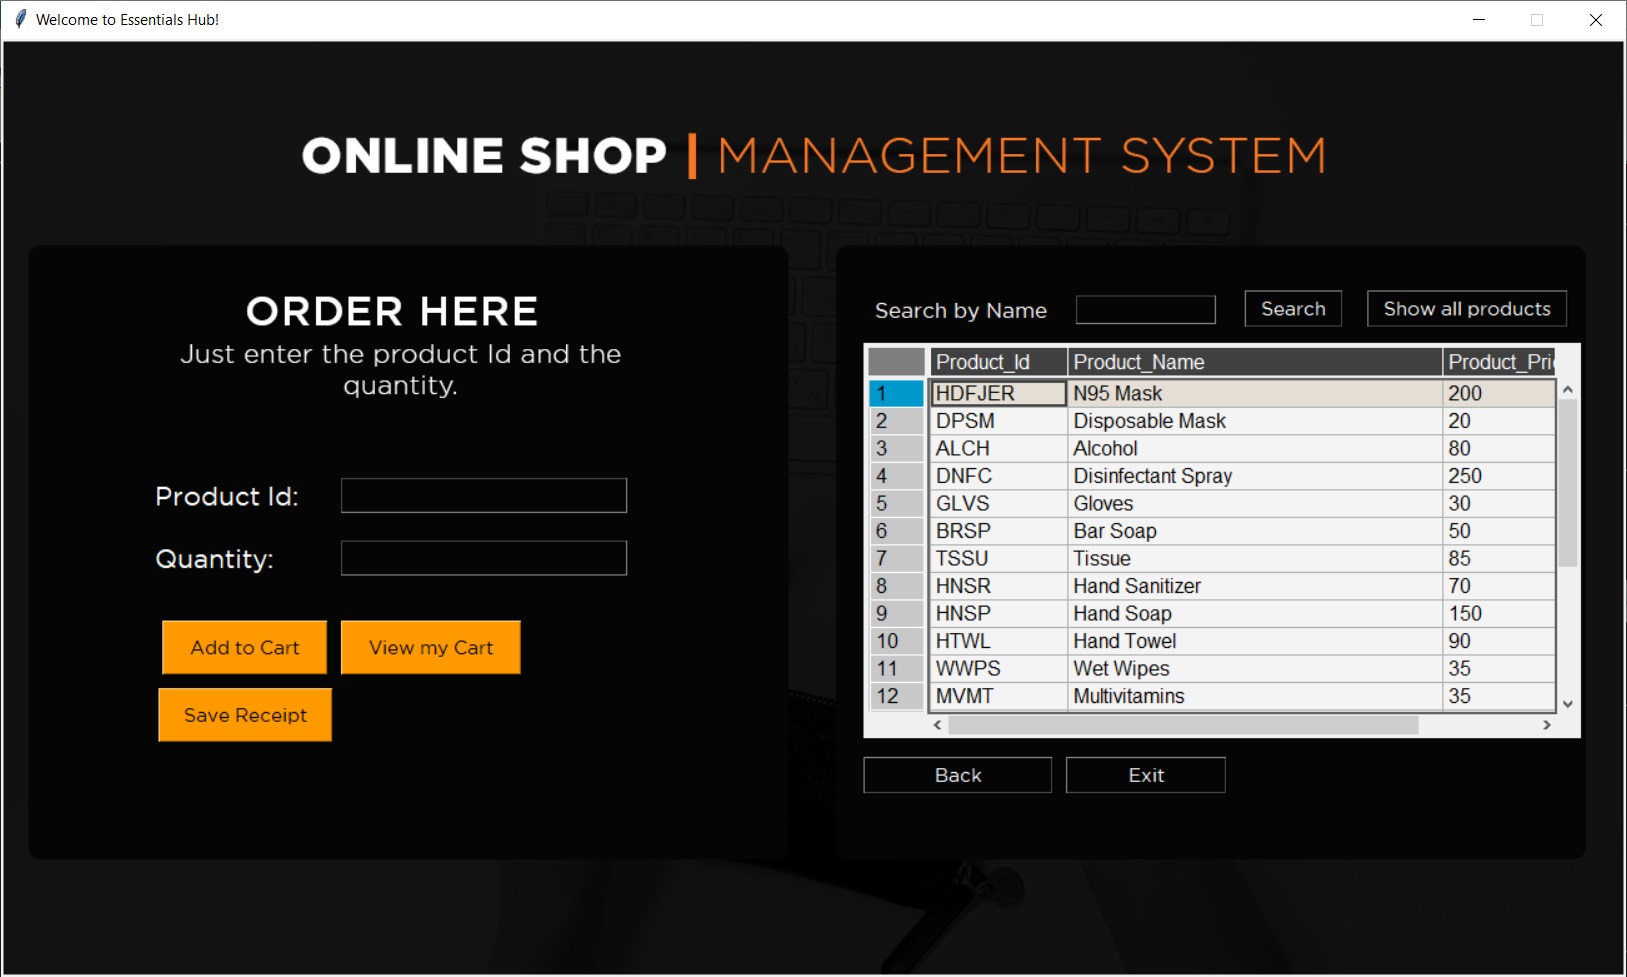 Welcome to Essentials Hub!
ONLINE SHOP | MANAGEMENT SYSTEM
ORDER HERE
Just enter the product Id and the
quantity.
Product Id:
Quantity:
Add to Cart View my Cart
Save Receipt
Search by Name Search Show all products
Product_Id Product_Name Product_Pri
1 HDFJER N95 Mask 200
2 DPSM Disposable Mask 20
3 ALCH Alcohol 80
4 DNFC Disinfectant Spray 250
5 GLVS Gloves 30
6 BRSP Bar Soap 50
7 TSSU Tissue 85
8 HNSR Hand Sanitizer 70
9 HNSP Hand Soap 150
10 HTWL Hand Towel 90
11 WWPS Wet Wipes 35
12 MVMT Multivitamins 35
Back Exit